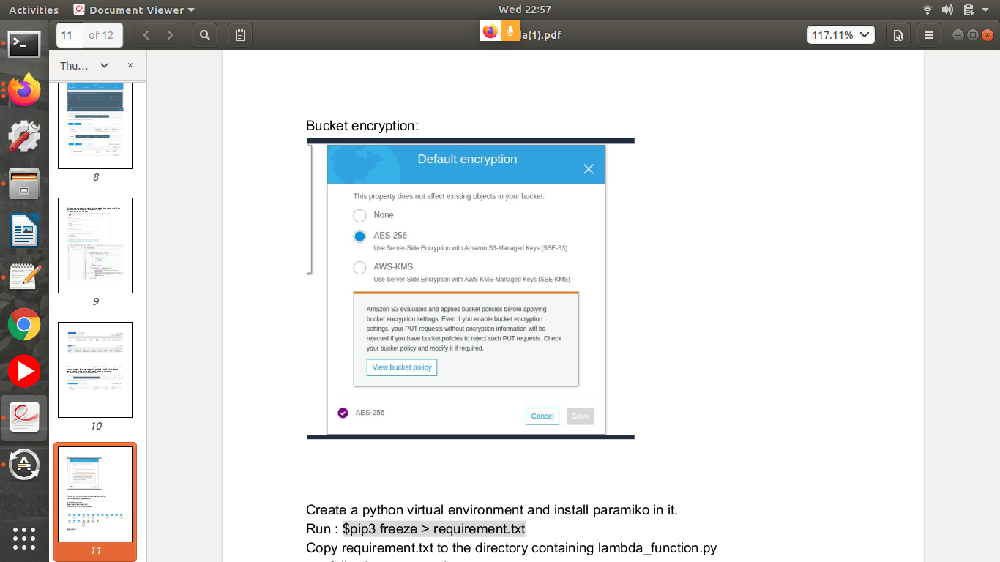 Activities
Document Viewer
Wed 22:57
11
of 12
a(1).pdf
117.11%
Thu…
8
9
10
11
Bucket encryption:
Default encryption
This property does not affect existing objects in your bucket.
None
AES-256
Use Server-Side Encryption with Amazon S3-Managed Keys (SSE-S3)
AWS-KMS
Use Server-Side Encryption with AWS KMS-Managed Keys (SSE-KMS)
Amazon S3 evaluates and applies bucket policies before applying
bucket encryption settings. Even if you enable bucket encryption
settings, your PUT requests without encryption information will be
rejected if you have bucket policies to reject such PUT requests. Check
your bucket policy and modify it if required.
View bucket policy
AES-256
Cancel
Save
Create a python virtual environment and install paramiko in it.
Run : $pip3 freeze > requirement.txt
Copy requirement.txt to the directory containing lambda_function.py